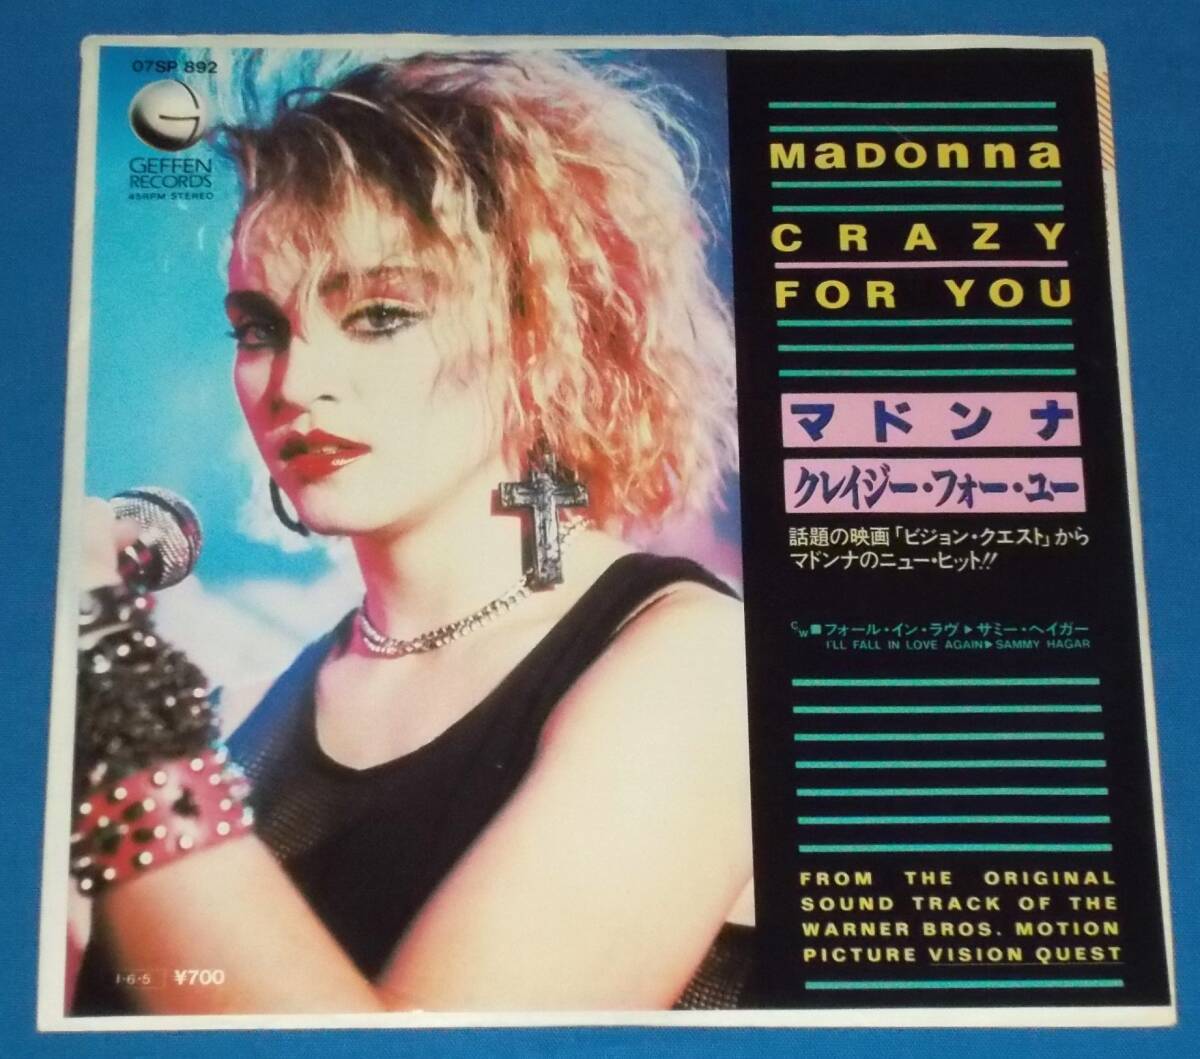 07SP 892
GEFFEN
RECORDS
45RPM STEREO
MaDOnna
CRAZY
FOR YOU
マドンナ
クレイジー・フォー・ユー
話題の映画「ビジョン・クエスト」から
マドンナのニュー・ヒット!!
C/W■フォール・イン・ラヴ▶サミー・ヘイガー
I'LL FALL IN LOVE AGAIN▶SAMMY HAGAR
FROM THE ORIGINAL
SOUND TRACK OF THE
WARNER BROS. MOTION
PICTURE VISION QUEST
1·6·5 ¥700